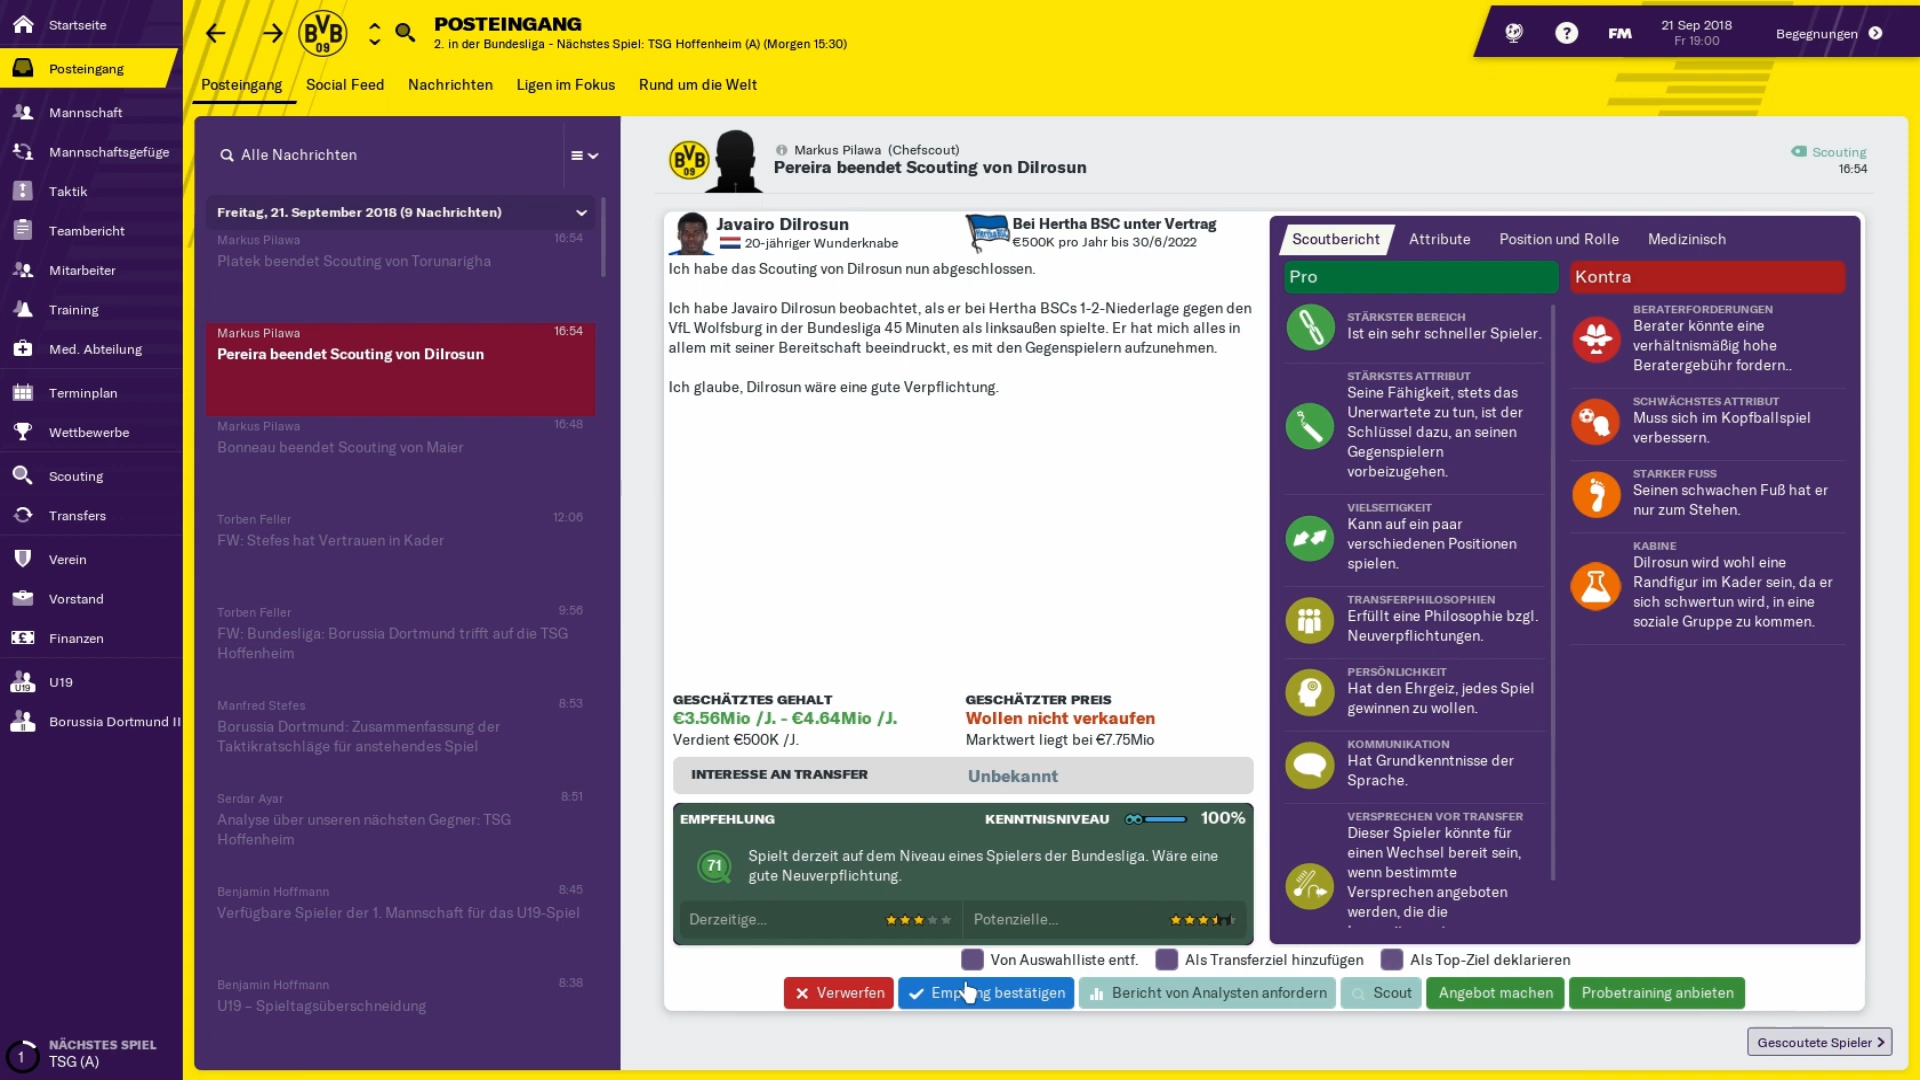 Startseite
Posteingang
Mannschaft
Mannschaftsgefüge
Taktik
Teambericht
Mitarbeiter
Training
Med. Abteilung
Terminplan
Wettbewerbe
Scouting
Transfers
Verein
Vorstand
Finanzen
U19
Borussia Dortmund II
1
NÄCHSTES SPIEL
TSG (A)
BVB
09
POSTEINGANG
2. in der Bundesliga - Nächstes Spiel: TSG Hoffenheim (A) (Morgen 15:30)
FM
21 Sep 2018
Fr 19:00
Begegnungen
Posteingang
Social Feed
Nachrichten
Ligen im Fokus
Rund um die Welt
Alle Nachrichten
Freitag, 21. September 2018 (9 Nachrichten)
Markus Pilawa 16:54
Platek beendet Scouting von Torunarigha
Markus Pilawa 16:54
Pereira beendet Scouting von Dilrosun
Markus Pilawa 16:48
Bonneau beendet Scouting von Maier
Torben Feller 12:06
FW: Stefes hat Vertrauen in Kader
Torben Feller 9:56
FW: Bundesliga: Borussia Dortmund trifft auf die TSG
Hoffenheim
Manfred Stefes 8:53
Borussia Dortmund: Zusammenfassung der
Taktikratschläge für anstehendes Spiel
Serdar Ayar 8:51
Analyse über unseren nächsten Gegner: TSG
Hoffenheim
Benjamin Hoffmann 8:45
Verfügbare Spieler der 1. Mannschaft für das U19-Spiel
Benjamin Hoffmann 8:38
U19 – Spieltagsüberschneidung
BVB
09
Markus Pilawa (Chefscout)
Pereira beendet Scouting von Dilrosun
Scouting
16:54
Javairo Dilrosun
20-jähriger Wunderknabe
Bei Hertha BSC unter Vertrag
€500K pro Jahr bis 30/6/2022
Ich habe das Scouting von Dilrosun nun abgeschlossen.
Ich habe Javairo Dilrosun beobachtet, als er bei Hertha BSCs 1-2-Niederlage gegen den
VfL Wolfsburg in der Bundesliga 45 Minuten als linksaußen spielte. Er hat mich alles in
allem mit seiner Bereitschaft beeindruckt, es mit den Gegenspielern aufzunehmen.
Ich glaube, Dilrosun wäre eine gute Verpflichtung.
GESCHÄTZTES GEHALT
€3.56Mio /J. - €4.64Mio /J.
Verdient €500K /J.
GESCHÄTZTER PREIS
Wollen nicht verkaufen
Marktwert liegt bei €7.75Mio
INTERESSE AN TRANSFER Unbekannt
EMPFEHLUNG KENNTNISNIVEAU 100%
71
Spielt derzeit auf dem Niveau eines Spielers der Bundesliga. Wäre eine
gute Neuverpflichtung.
Derzeitige...
Potenzielle...
Scoutbericht
Attribute
Position und Rolle
Medizinisch
Pro
STÄRKSTER BEREICH
Ist ein sehr schneller Spieler.
STÄRKSTES ATTRIBUT
Seine Fähigkeit, stets das
Unerwartete zu tun, ist der
Schlüssel dazu, an seinen
Gegenspielern
vorbeizugehen.
VIELSEITIGKEIT
Kann auf ein paar
verschiedenen Positionen
spielen.
TRANSFERPHILOSOPHIEN
Erfüllt eine Philosophie bzgl.
Neuverpflichtungen.
PERSÖNLICHKEIT
Hat den Ehrgeiz, jedes Spiel
gewinnen zu wollen.
KOMMUNIKATION
Hat Grundkenntnisse der
Sprache.
VERSPRECHEN VOR TRANSFER
Dieser Spieler könnte für
einen Wechsel bereit sein,
wenn bestimmte
Versprechen angeboten
werden, die die
Kontra
BERATERFORDERUNGEN
Berater könnte eine
verhältnismäßig hohe
Beratergebühr fordern..
SCHWÄCHSTES ATTRIBUT
Muss sich im Kopfballspiel
verbessern.
STARKER FUSS
Seinen schwachen Fuß hat er
nur zum Stehen.
KABINE
Dilrosun wird wohl eine
Randfigur im Kader sein, da er
sich schwertun wird, in eine
soziale Gruppe zu kommen.
Von Auswahlliste entf.
Als Transferziel hinzufügen
Als Top-Ziel deklarieren
Verwerfen
bestätigen
Bericht von Analysten anfordern
Scout
Angebot machen
Probetraining anbieten
Gescoutete Spieler